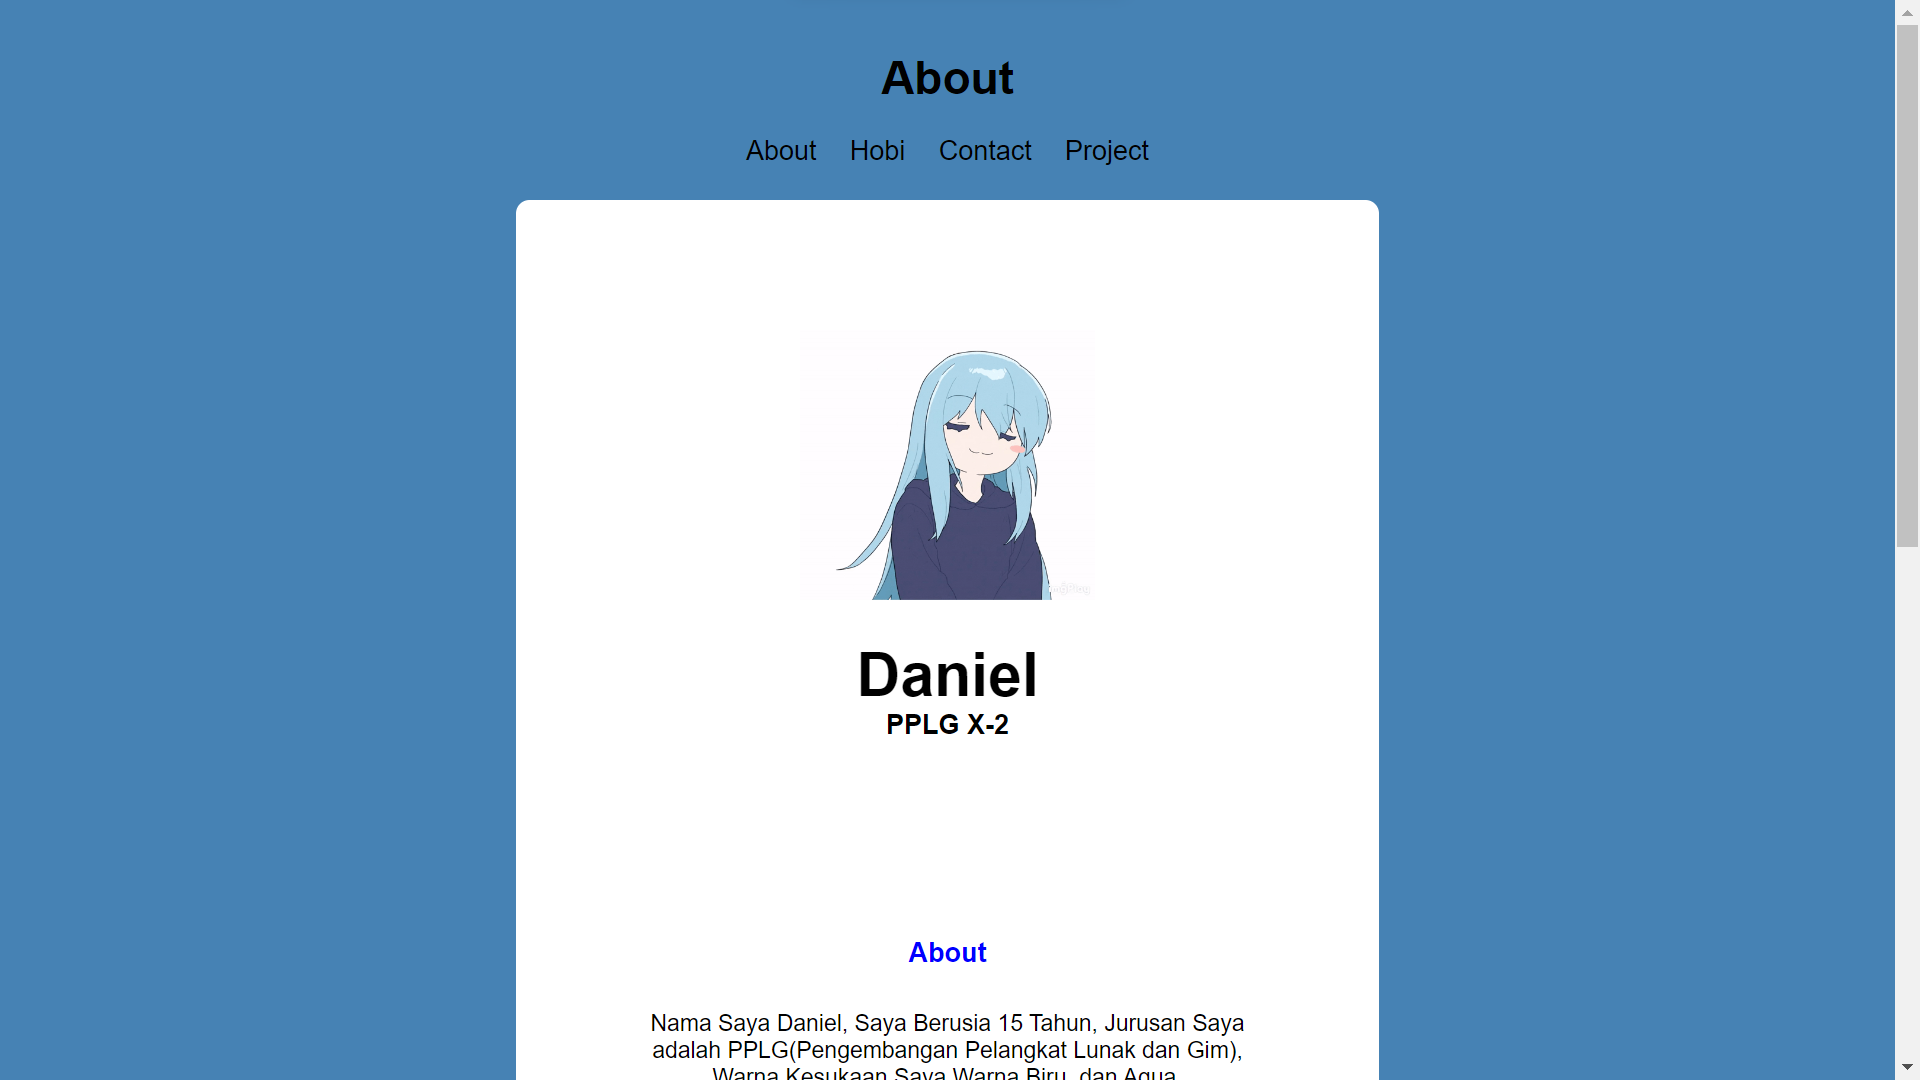 About
About Hobi Contact Project
Daniel
PPLG X-2
About
Nama Saya Daniel, Saya Berusia 15 Tahun, Jurusan Saya
adalah PPLG(Pengembangan Pelangkat Lunak dan Gim),
Warna Kesukaan Saya Warna Biru, dan Aqua